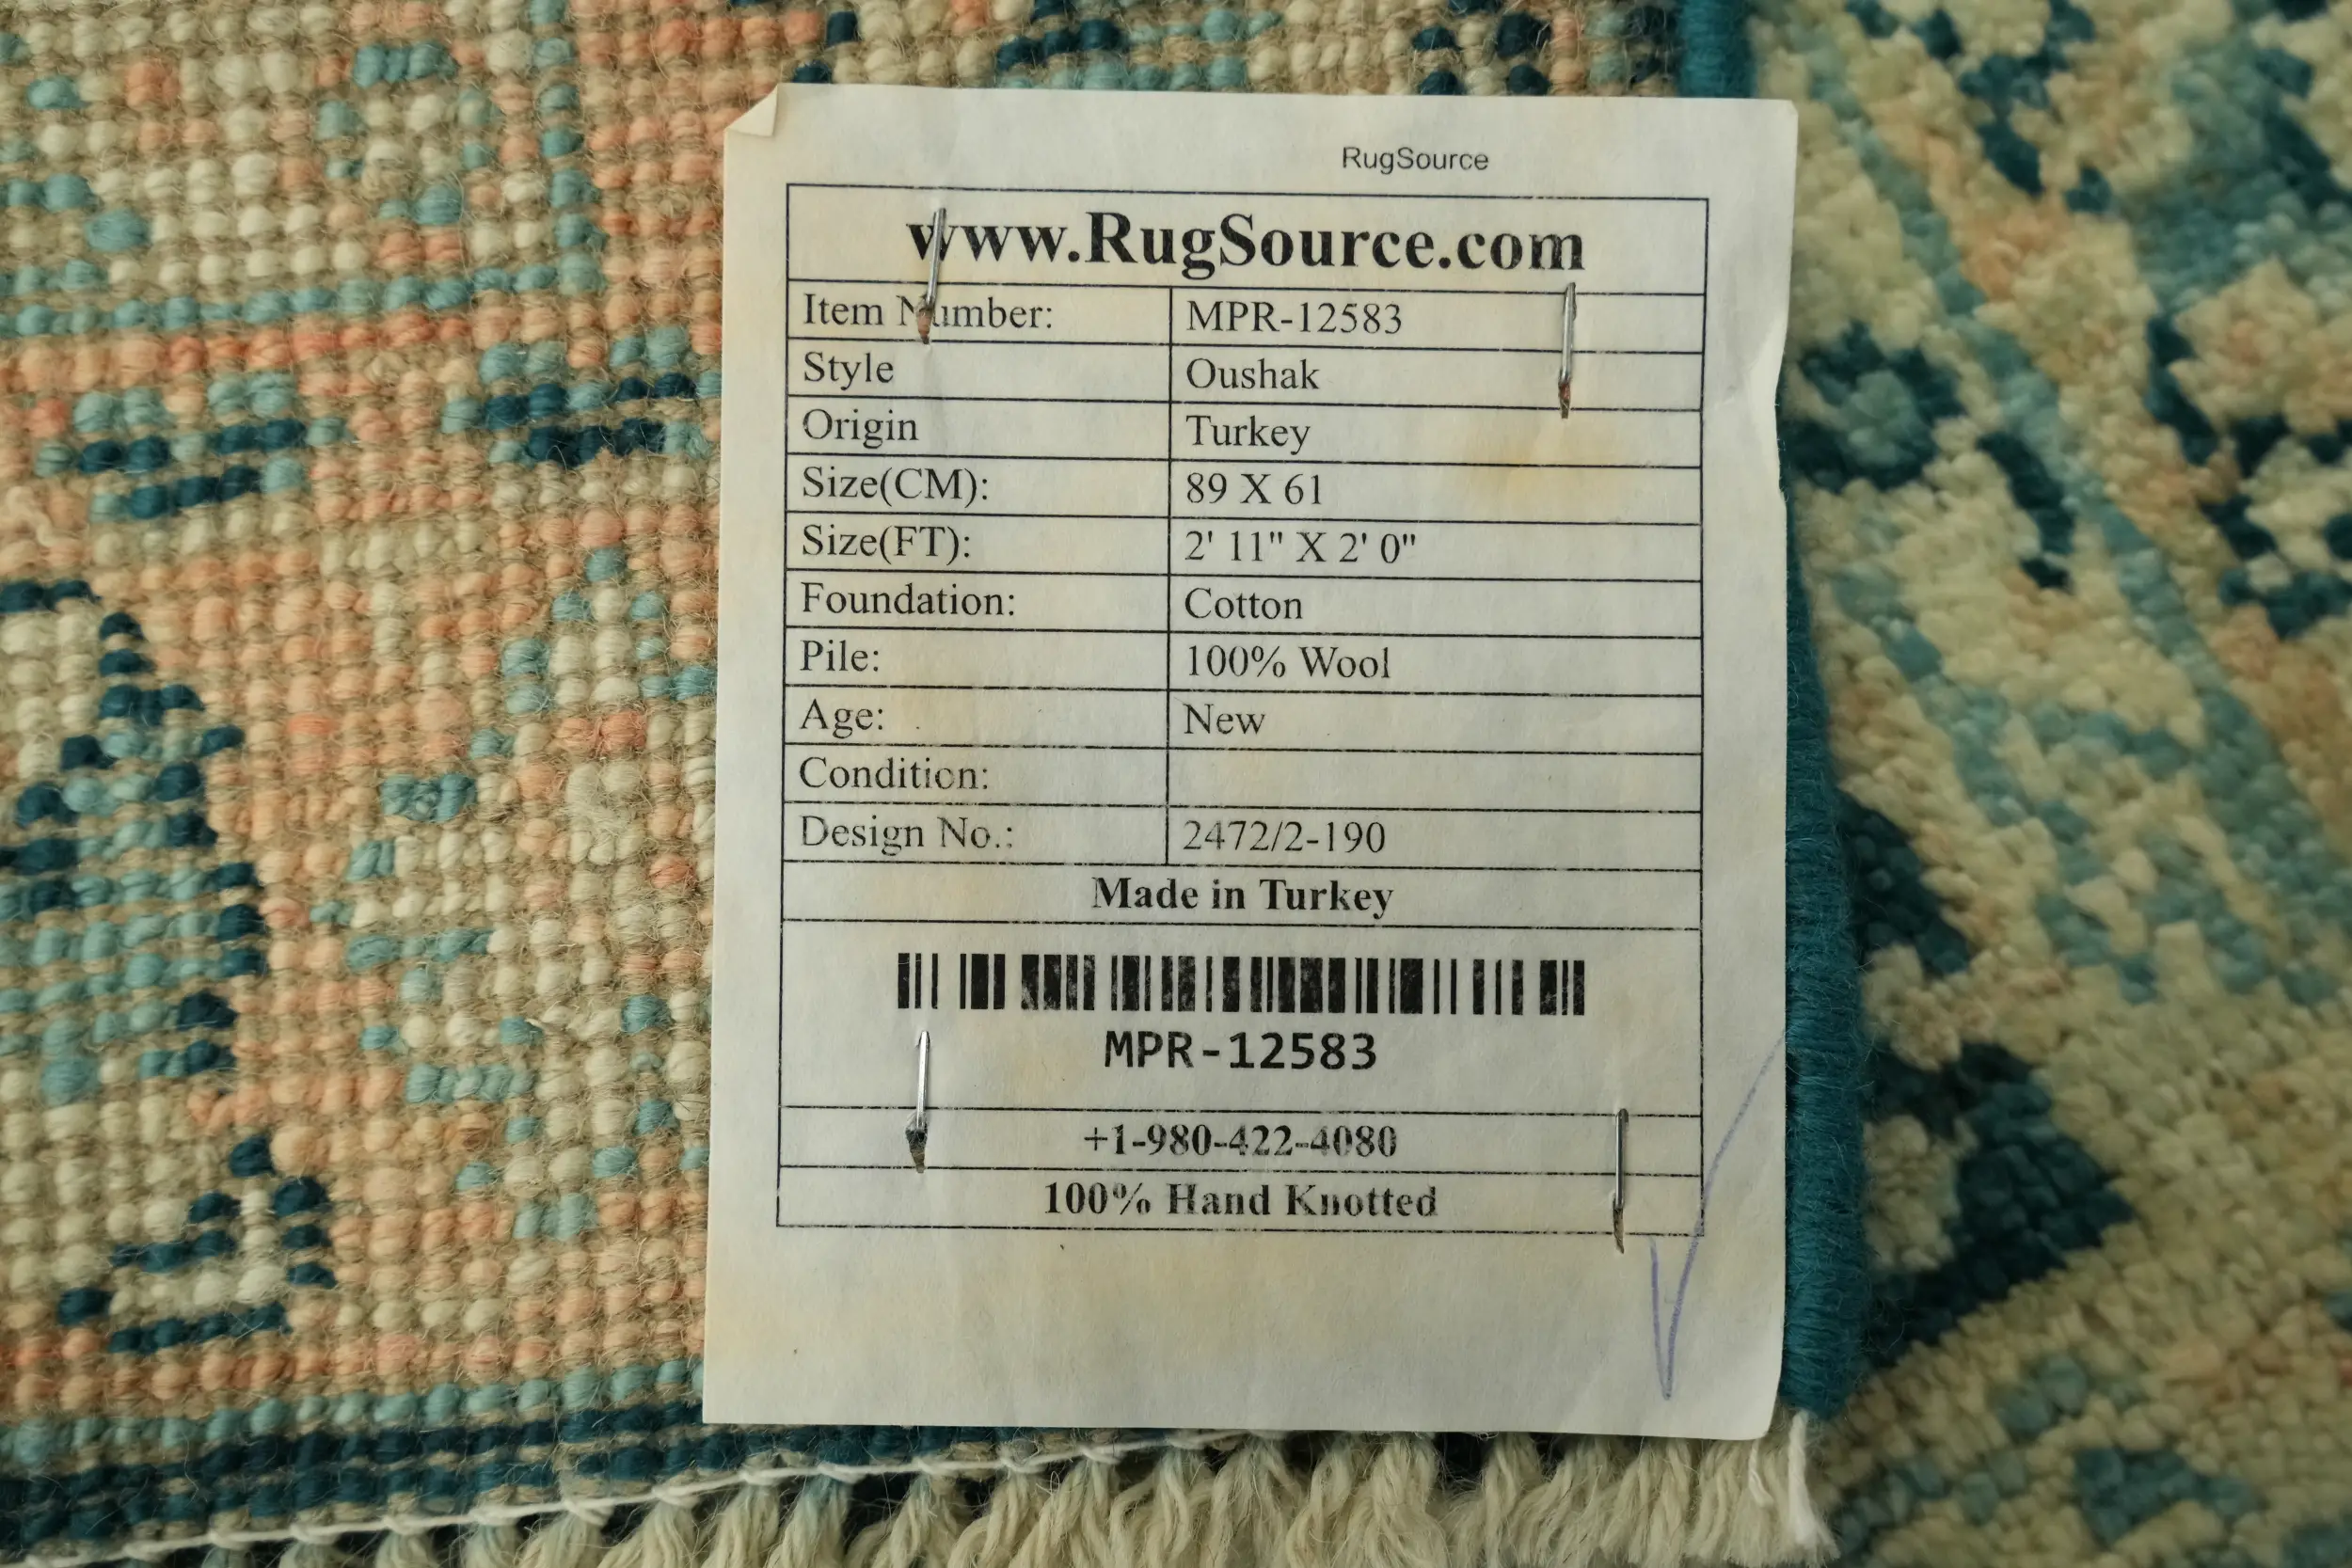 RugSource
www.RugSource.com
Item Number: MPR-12583
Style Oushak
Origin Turkey
Size(CM): 89 X 61
Size(FT): 2' 11" X 2' 0"
Foundation: Cotton
Pile: 100% Wool
Age: New
Condition:
Design No.: 2472/2-190
Made in Turkey
MPR-12583
+1-980-422-4080
100% Hand Knotted